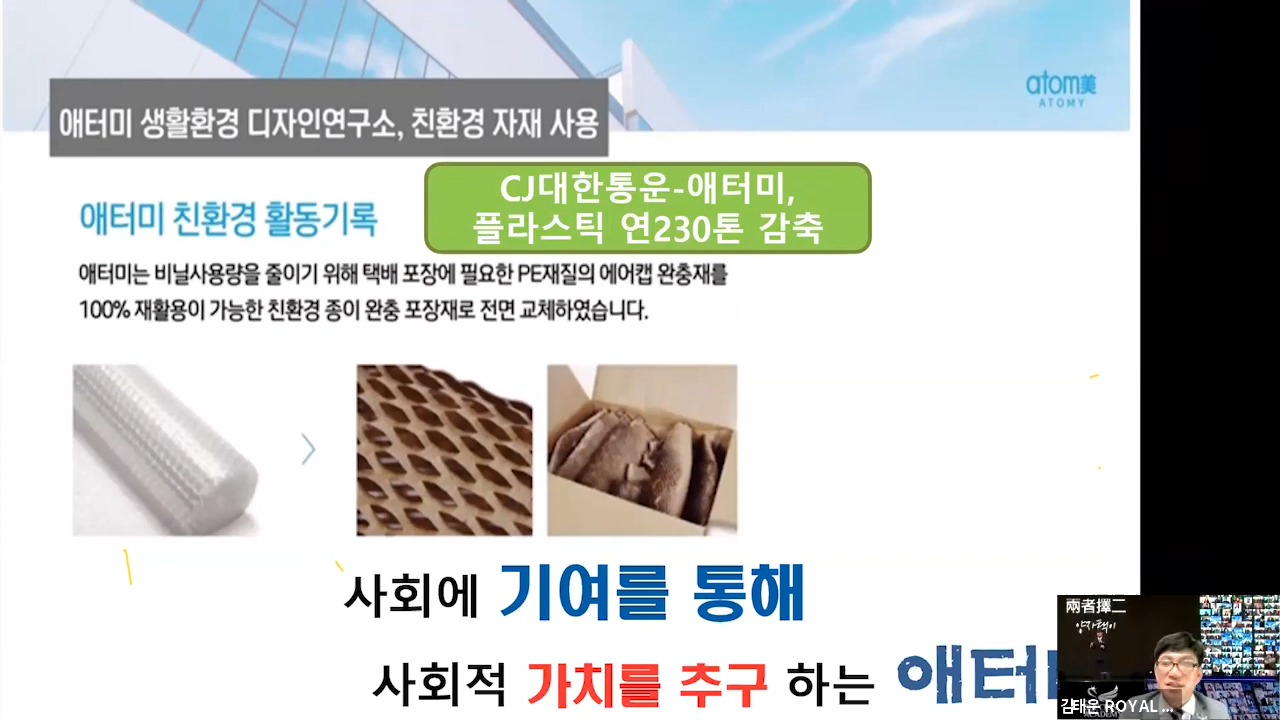 atom美
ATOMY
애터미 생활환경 디자인연구소, 친환경 자재 사용
CJ대한통운-애터미,
플라스틱 연230톤 감축
애터미 친환경 활동기록
애터미는 비닐사용량을 줄이기 위해 택배 포장에 필요한 PE재질의 에어캡 완충재를
100% 재활용이 가능한 친환경 종이 완충 포장재로 전면 교체하였습니다.
사회에 기여를 통해
사회적 가치를 추구 하는 애터
兩者擇二
양자택이
김태운 ROYAL ...